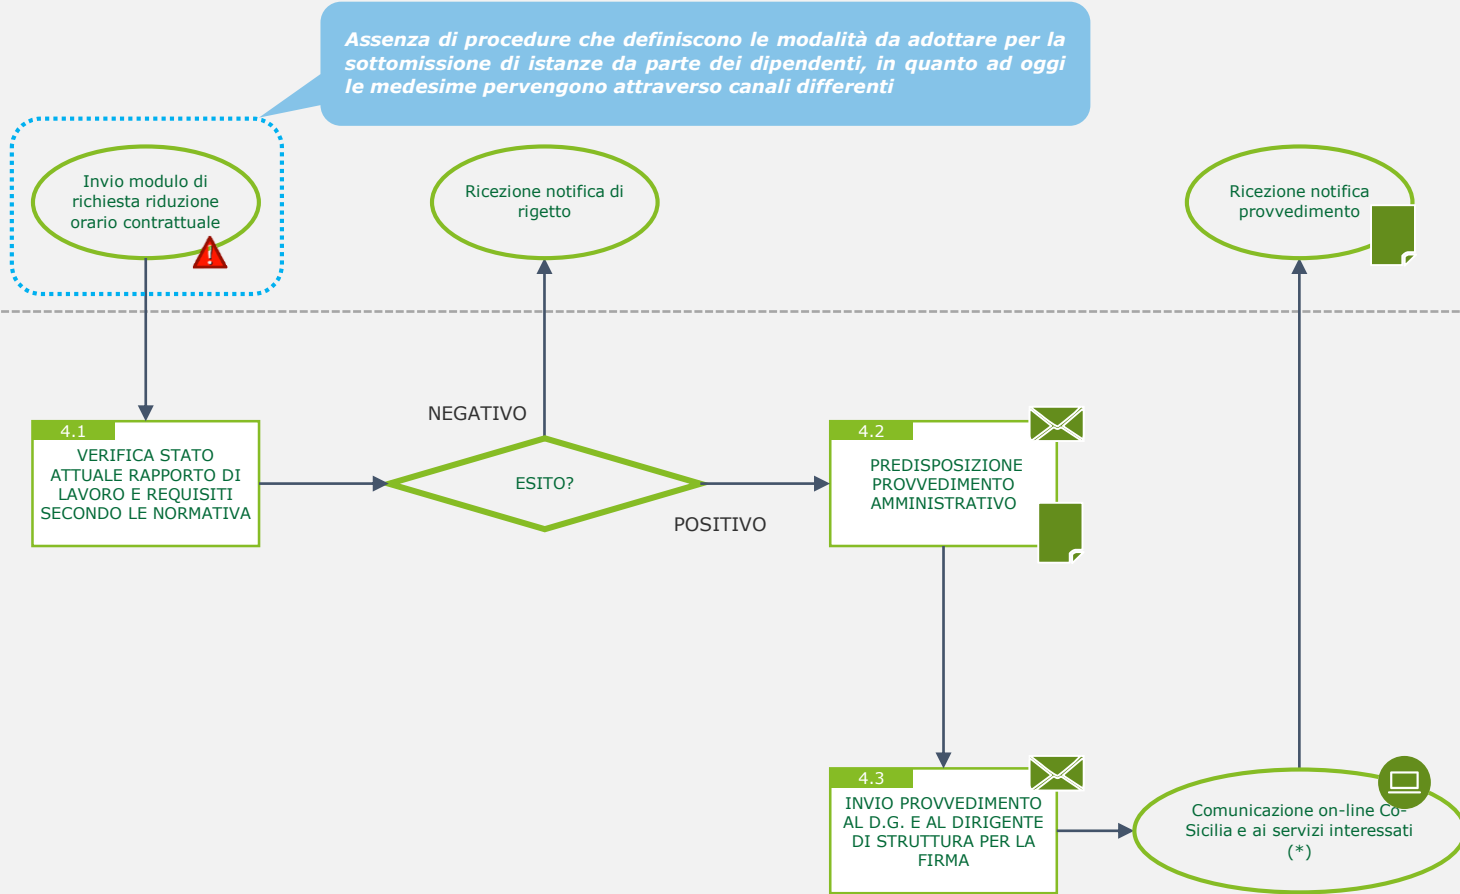 Assenza di procedure che definiscono le modalità da adottare per la
sottomissione di istanze da parte dei dipendenti, in quanto ad oggi
le medesime pervengono attraverso canali differenti
Invio modulo di
richiesta riduzione
orario contrattuale
Ricezione notifica di
rigetto
Ricezione notifica
provvedimento
NEGATIVO
4.1
VERIFICA STATO
ATTUALE RAPPORTO DI
LAVORO E REQUISITI
SECONDO LE NORMATIVA
ESITO?
POSITIVO
4.2
PREDISPOSIZIONE
PROVVEDIMENTO
AMMINISTRATIVO
4.3
INVIO PROVVEDIMENTO
AL D.G. E AL DIRIGENTE
DI STRUTTURA PER LA
FIRMA
Comunicazione on-line Co-
Sicilia e ai servizi interessati
(*)